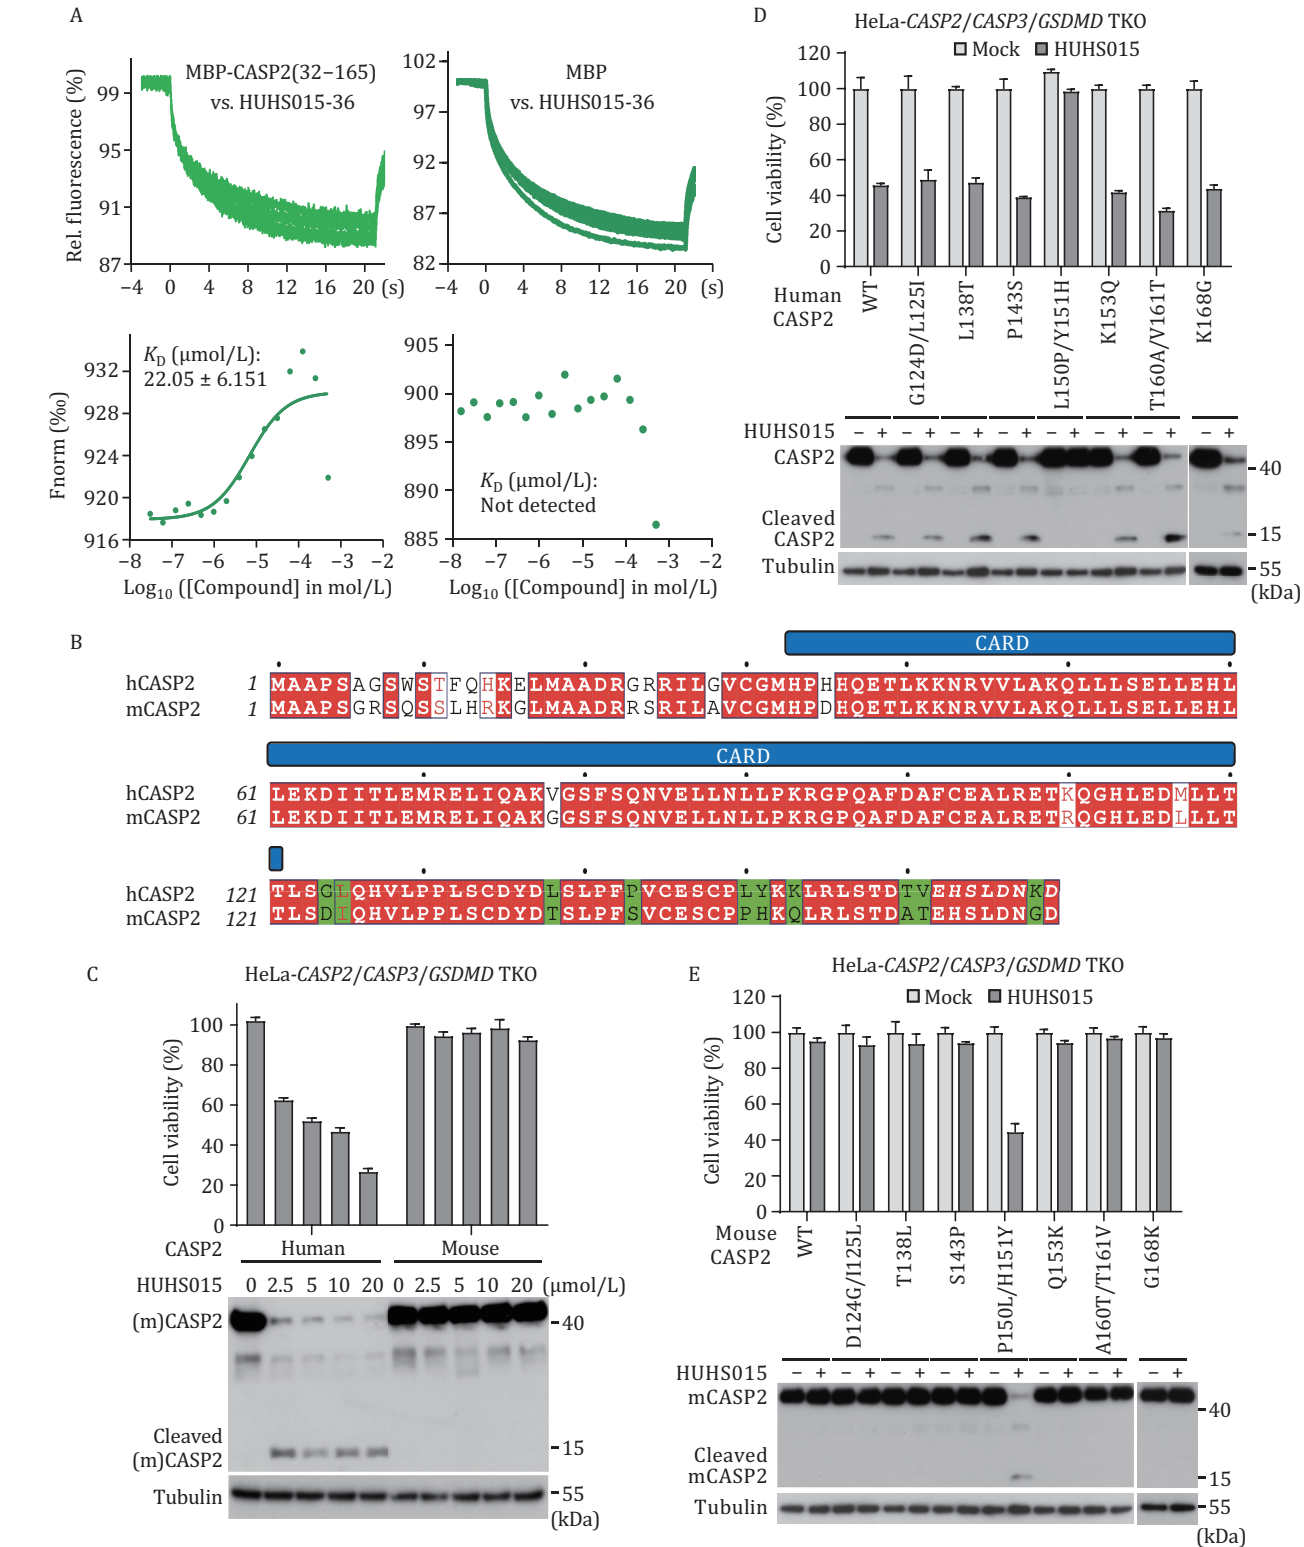 A
MBP-CASP2(32–165)
vs. HUHS015-36
Rel. fluorescence (%)
99
95
91
87
−4 0 4 8 12 16 20 (s)
MBP
vs. HUHS015-36
102
97
92
87
82
−4 0 4 8 12 16 20 (s)
K_D (μmol/L):
22.05 ± 6.151
Fnorm (‰)
932
928
924
920
916
−8 −7 −6 −5 −4 −3 −2
Log10 ([Compound] in mol/L)
905
900
895
890
885
K_D (μmol/L):
Not detected
−8 −7 −6 −5 −4 −3 −2
Log10 ([Compound] in mol/L)
D
HeLa-CASP2/CASP3/GSDMD TKO
Mock HUHS015
Cell viability (%)
120
100
80
60
40
20
0
Human
CASP2
WT
G124D/L125I
L138T
P143S
L150P/Y151H
K153Q
T160A/V161T
K168G
HUHS015 − + − + − + − + − + − + − + − +
CASP2
40
Cleaved
CASP2
15
Tubulin
55
(kDa)
B
CARD
hCASP2 1 MAAPSAGSWSTFQHKELMAADRGRRILGVCGMHPHHQETLKKNRVVLAKQLLLSELLEHL
mCASP2 1 MAAPSGRSQSSLHRKGLMAADRRSRILAVCGMHPDHQETLKKNRVVLAKQLLLSELLEHL
CARD
hCASP2 61 LEKDIITLEMRELIQAKVGSFSQNVELLNLLPKRGPQAFDAFCEALRETKQGHLEDMLLT
mCASP2 61 LEKDIITLEMRELIQAKGGSFSQNVELLNLLPKRGPQAFDAFCEALRETRQGHLEDLLLT
hCASP2 121 TLSGLQHVLPPLSCDYDLSLPFPVCESCPLYKKLRLSTDTVEHSLDNKD
mCASP2 121 TLSDIQHVLPPLSCDYDTSLPFSVCESCPPHKQLRLSTDATEHSLDNGD
C
HeLa-CASP2/CASP3/GSDMD TKO
Cell viability (%)
100
80
60
40
20
0
CASP2 Human Mouse
HUHS015 0 2.5 5 10 20 0 2.5 5 10 20 (μmol/L)
(m)CASP2
40
Cleaved
(m)CASP2
15
Tubulin
55
(kDa)
E
HeLa-CASP2/CASP3/GSDMD TKO
Mock HUHS015
Cell viability (%)
120
100
80
60
40
20
0
Mouse
CASP2
WT
D124G/I125L
T138L
S143P
P150L/H151Y
Q153K
A160T/T161V
G168K
HUHS015 − + − + − + − + − + − + − + − +
mCASP2
40
Cleaved
mCASP2
15
Tubulin
55
(kDa)